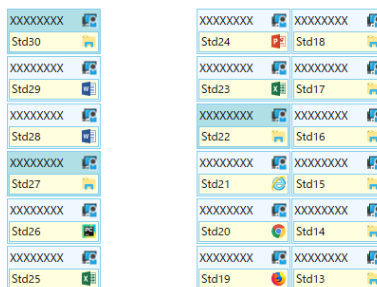 XXXXXXXX
Std30
XXXXXXXX
Std29
XXXXXXXX
Std28
XXXXXXXX
Std27
XXXXXXXX
Std26
XXXXXXXX
Std25
XXXXXXXX XXXXXXXX
Std24 Std18
XXXXXXXX XXXXXXXX
Std23 Std17
XXXXXXXX XXXXXXXX
Std22 Std16
XXXXXXXX XXXXXXXX
Std21 Std15
XXXXXXXX XXXXXXXX
Std20 Std14
XXXXXXXX XXXXXXXX
Std19 Std13